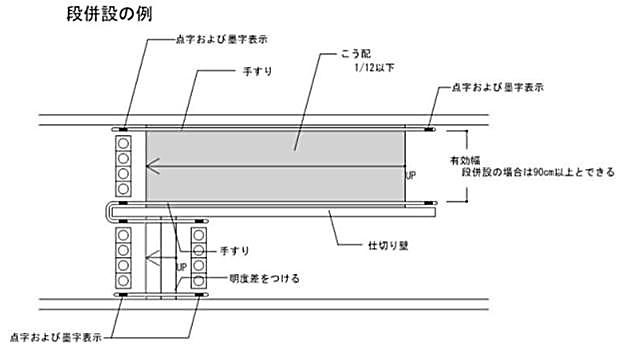 段併設の例
点字および墨字表示
こう配
1/12以下
手すり
点字および墨字表示
有効幅
段併設の場合は90cm以上とできる
UP
仕切り壁
手すり
UP
明度差をつける
点字および墨字表示